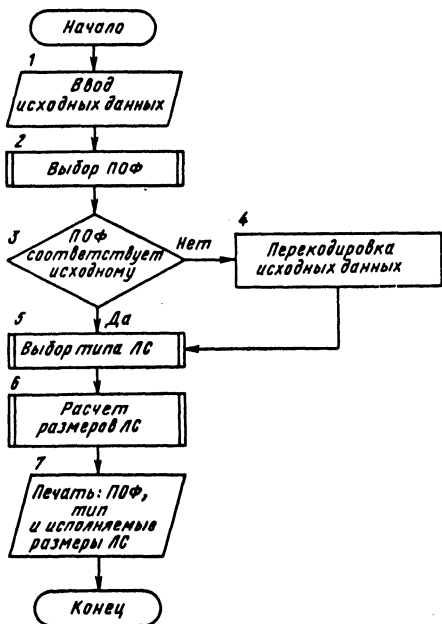 Начало
1
Ввод
исходных данных
2
Выбор ПОФ
3
ПОФ
соответствует
исходному
Нет
4
Перекодировка
исходных данных
Да
5
Выбор типа ЛС
6
Расчет
размеров ЛС
7
Печать: ПОФ,
тип
и исполняемые
размеры ЛС
Конец